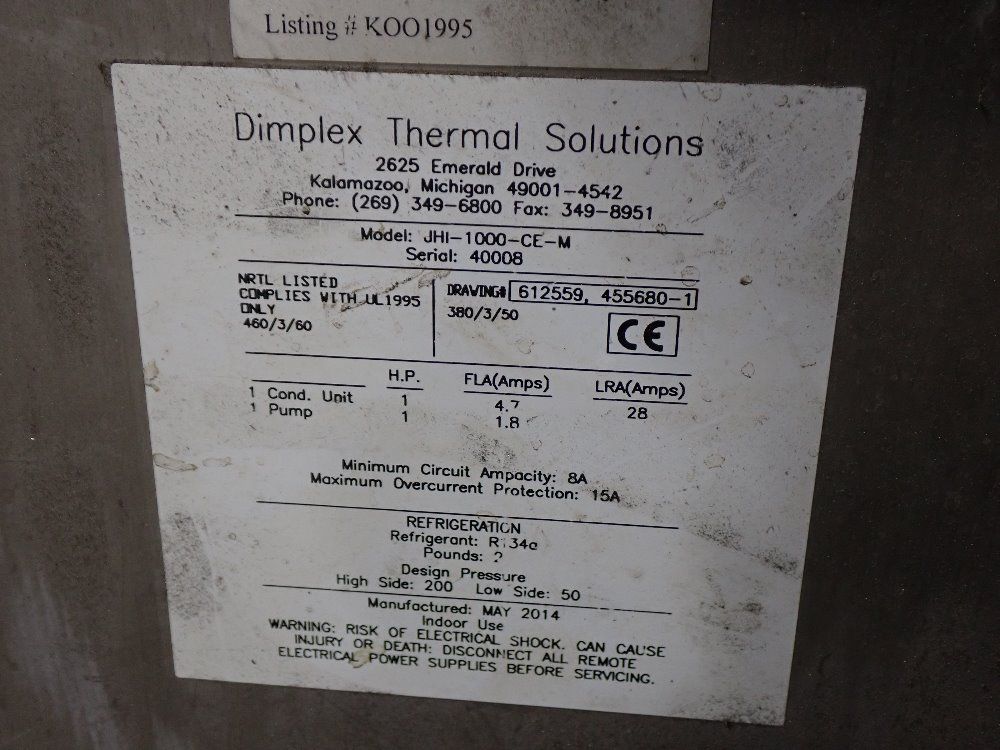 Listing # KOO1995
Dimplex Thermal Solutions
2625 Emerald Drive
Kalamazoo, Michigan 49001-4542
Phone: (269) 349-6800 Fax: 349-8951
Model: JHI-1000-CE-M
Serial: 40008
NRTL LISTED
COMPLIES WITH UL1995
ONLY
460/3/60
DRAWING# 612559, 455680-1
380/3/50
CE
H.P. FLA(Amps) LRA(Amps)
1 Cond. Unit 1 4.7 28
1 Pump 1 1.8
Minimum Circuit Ampacity: 8A
Maximum Overcurrent Protection: 15A
REFRIGERATION
Refrigerant: R134a
Pounds: 2
Design Pressure
High Side: 200 Low Side: 50
Manufactured: MAY 2014
Indoor Use
WARNING: RISK OF ELECTRICAL SHOCK. CAN CAUSE
INJURY OR DEATH: DISCONNECT ALL REMOTE
ELECTRICAL POWER SUPPLIES BEFORE SERVICING.